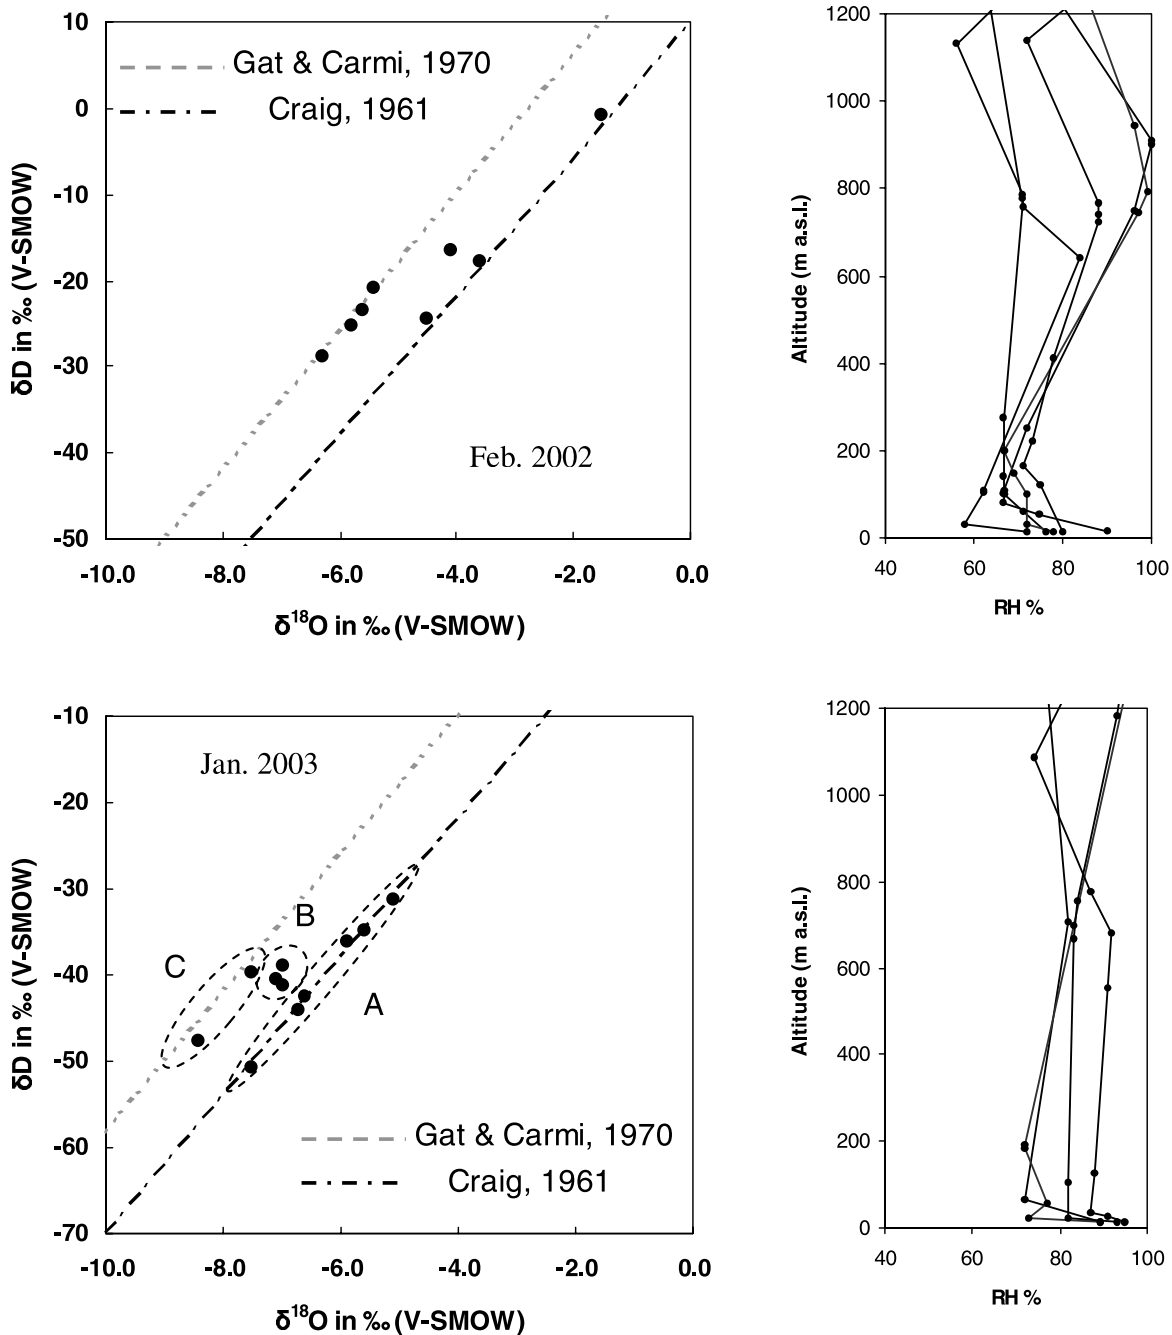 10
0
-10
-20
-30
-40
-50
-10.0 -8.0 -6.0 -4.0 -2.0 0.0
δD in ‰ (V-SMOW)
δ18O in ‰ (V-SMOW)
Gat & Carmi, 1970
Craig, 1961
Feb. 2002
1200
1000
800
600
400
200
0
40 60 80 100
Altitude (m a.s.l.)
RH %
-10
-20
-30
-40
-50
-60
-70
-10.0 -8.0 -6.0 -4.0 -2.0 0.0
δD in ‰ (V-SMOW)
δ18O in ‰ (V-SMOW)
Jan. 2003
B
C
A
Gat & Carmi, 1970
Craig, 1961
1200
1000
800
600
400
200
0
40 60 80 100
Altitude (m a.s.l.)
RH %